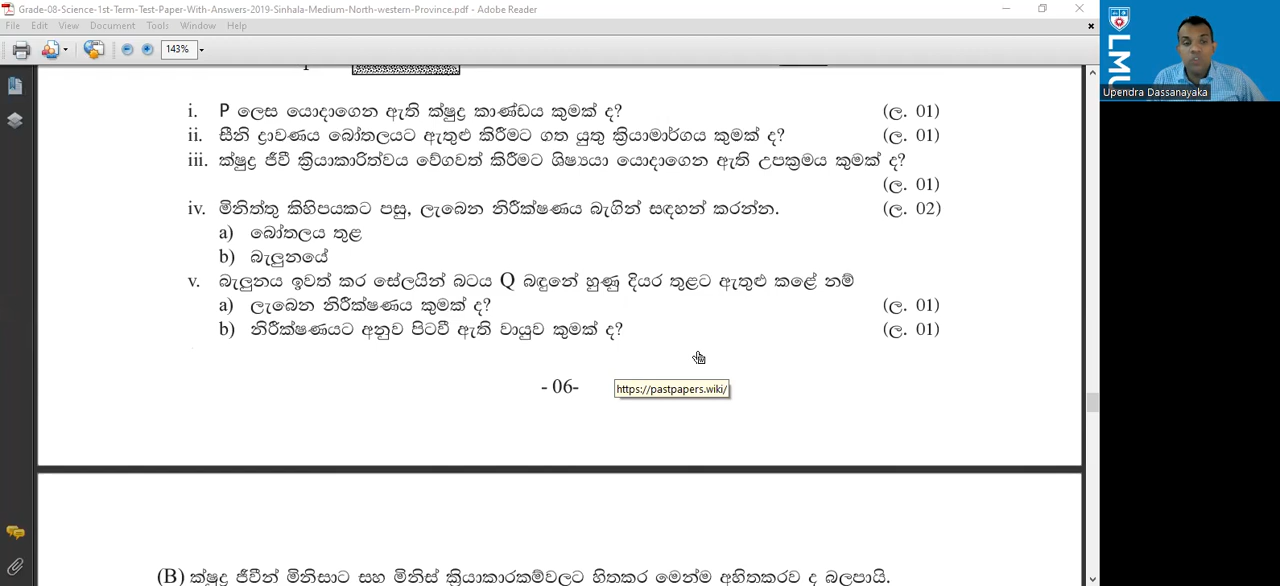 Grade-08-Science-1st-Term-Test-Paper-With-Answers-2019-Sinhala-Medium-North-western-Province.pdf - Adobe Reader
File Edit View Document Tools Window Help
143%
i. P ලෙස යොදාගෙන ඇති ක්ෂුද්‍ර කාණ්ඩය කුමක් ද? (ල. 01)
ii. සීනි ද්‍රාවණය බෝතලයට ඇතුළු කිරීමට ගත යුතු ක්‍රියාමාර්ගය කුමක් ද? (ල. 01)
iii. ක්ෂුද්‍ර ජීවී ක්‍රියාකාරිත්වය වේගවත් කිරීමට ශිෂ්‍යයා යොදාගෙන ඇති උපක්‍රමය කුමක් ද?
(ල. 01)
iv. මිනිත්තු කිහිපයකට පසු, ලැබෙන නිරීක්ෂණය බැගින් සඳහන් කරන්න. (ල. 02)
a) බෝතලය තුළ
b) බැලුනයේ
v. බැලුනය ඉවත් කර සේලයින් බටය Q බඳුනේ හුණු දියර තුළට ඇතුළු කළේ නම්
a) ලැබෙන නිරීක්ෂණය කුමක් ද? (ල. 01)
b) නිරීක්ෂණයට අනුව පිටවී ඇති වායුව කුමක් ද? (ල. 01)
- 06-
https://pastpapers.wiki/
(B) ක්ෂුද්‍ර ජීවීන් මිනිසාට සහ මිනිස් ක්‍රියාකාරකම්වලට හිතකර මෙන්ම අහිතකරව ද බලපායි.
LMU
Upendra Dassanayaka